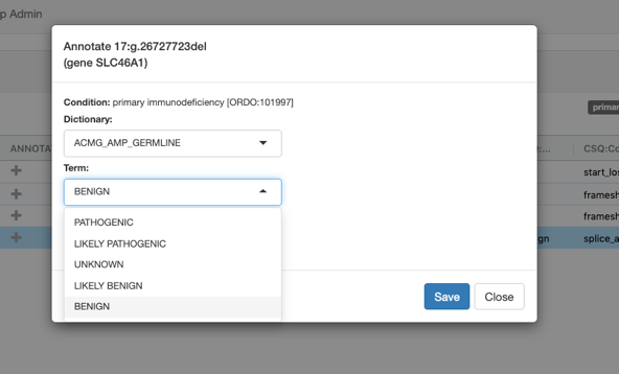 p Admin
Annotate 17:g.26727723del
(gene SLC46A1)
Condition: primary immunodeficiency [ORDO:101997]
Dictionary:
ACMG_AMP_GERMLINE
Term:
BENIGN
PATHOGENIC
LIKELY PATHOGENIC
UNKNOWN
LIKELY BENIGN
BENIGN
Save Close
primar
ANNOTA
CSQ:Co
start_los
framesh
framesh
gn splice_a